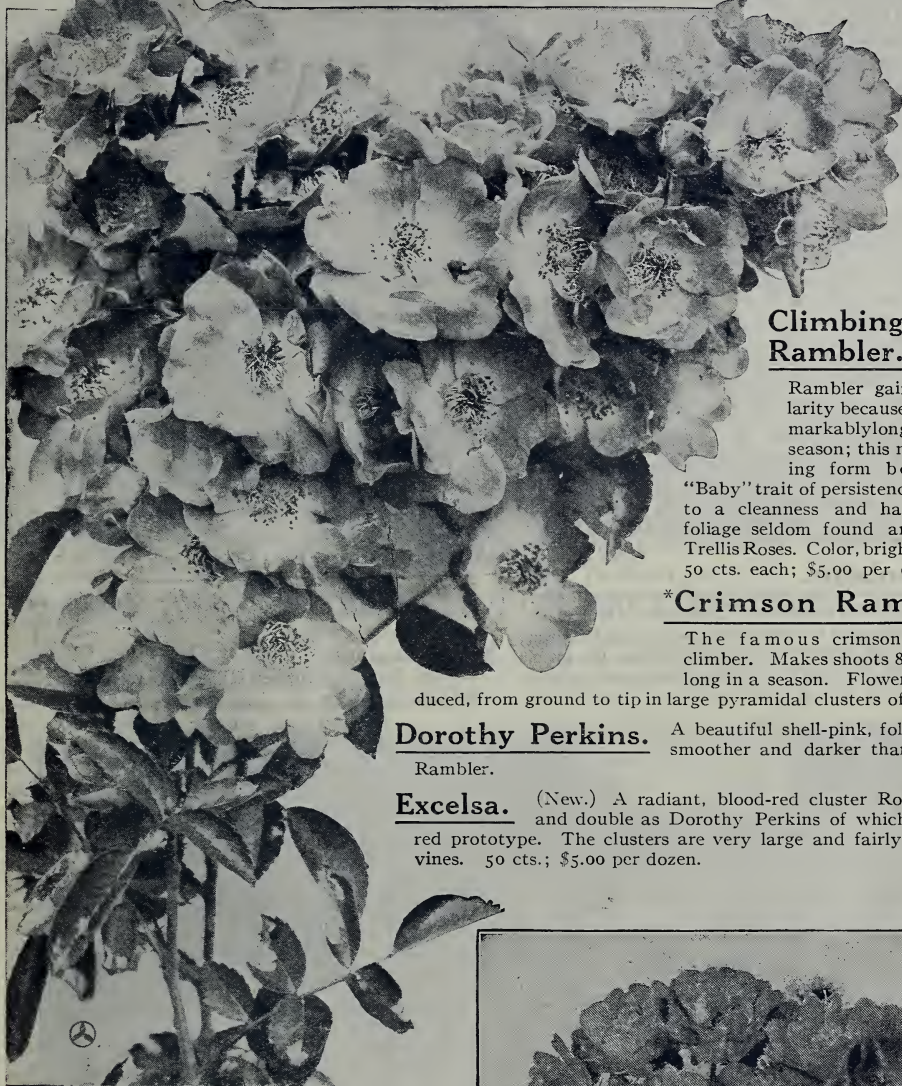 Climbing
Rambler.
Rambler gai
larity because
markablylong
season; this
ing form b
"Baby" trait of persistenc
to a cleanness and ha
foliage seldom found a
Trellis Roses. Color, brigh
50 cts. each; $5.00 per
*Crimson Ram
The famous crimson
climber. Makes shoots 8
long in a season. Flower
duced, from ground to tip in large pyramidal clusters of
Dorothy Perkins. A beautiful shell-pink, fol
smoother and darker than
Rambler.
Excelsa. (New.) A radiant, blood-red cluster Ro
and double as Dorothy Perkins of which
red prototype. The clusters are very large and fairly
vines. 50 cts.; $5.00 per dozen.